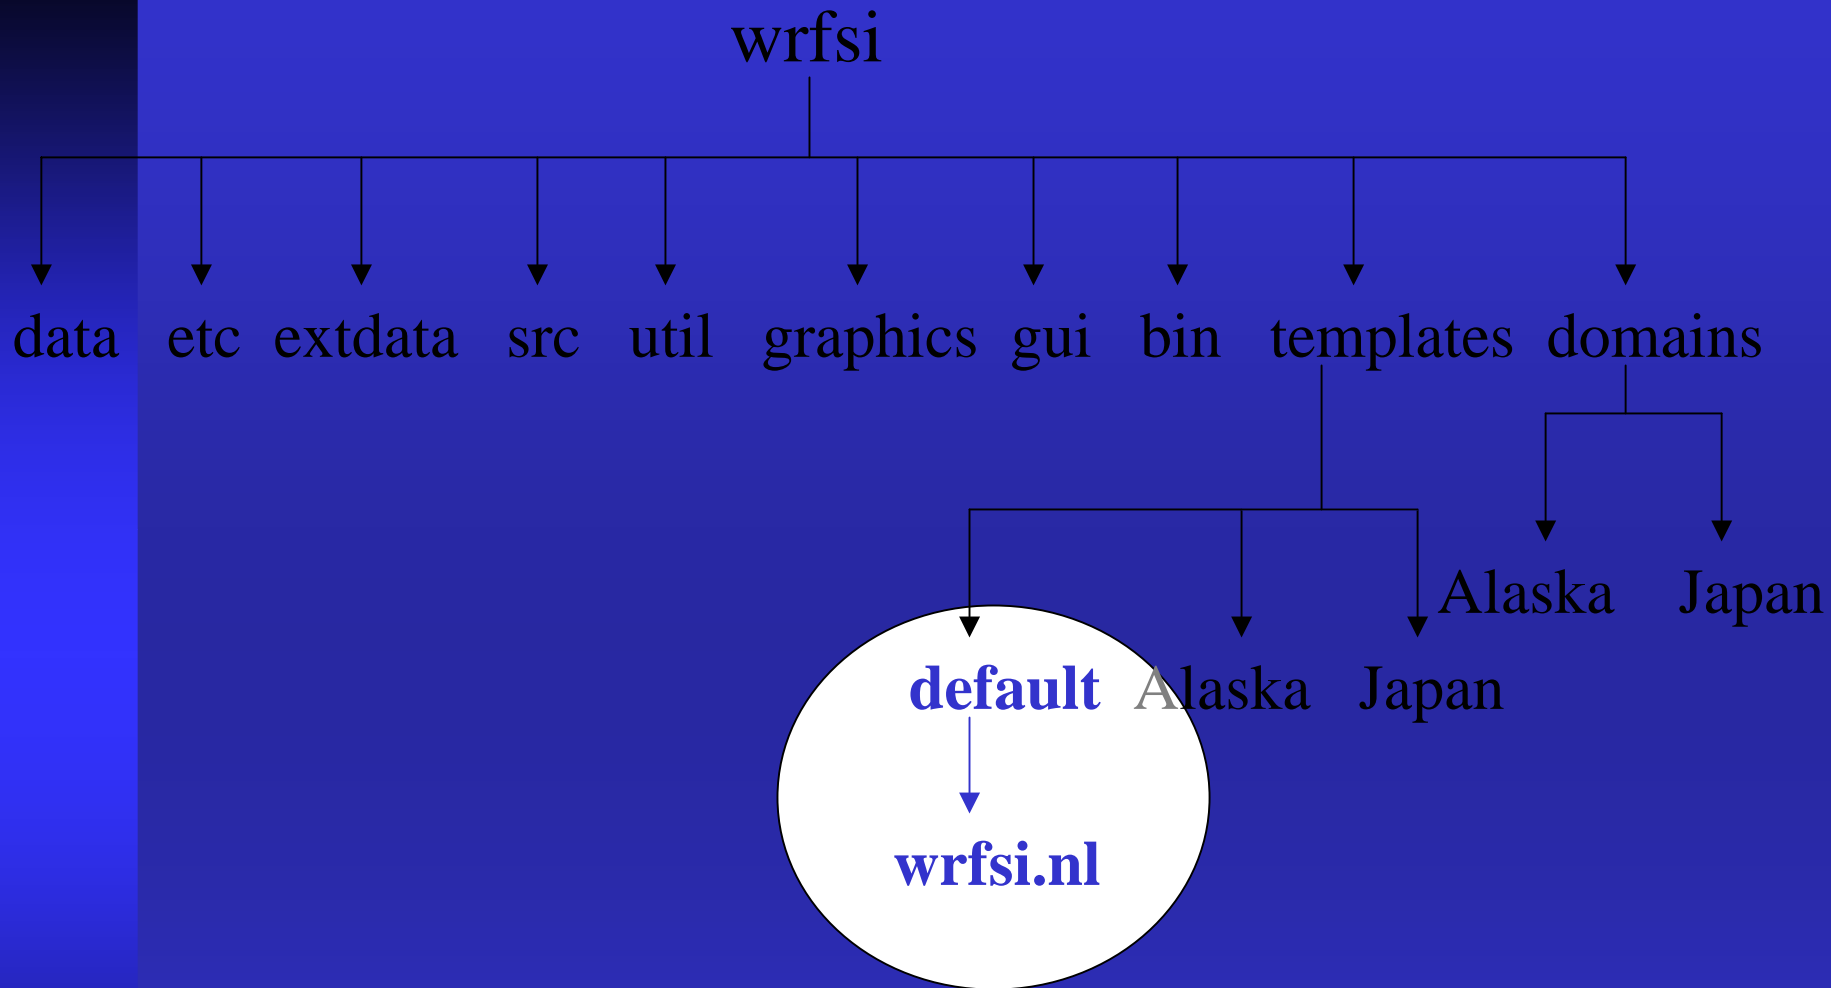 wrfsi
data etc extdata src util graphics gui bin templates domains
Alaska Japan
default Alaska Japan
wrfsi.nl